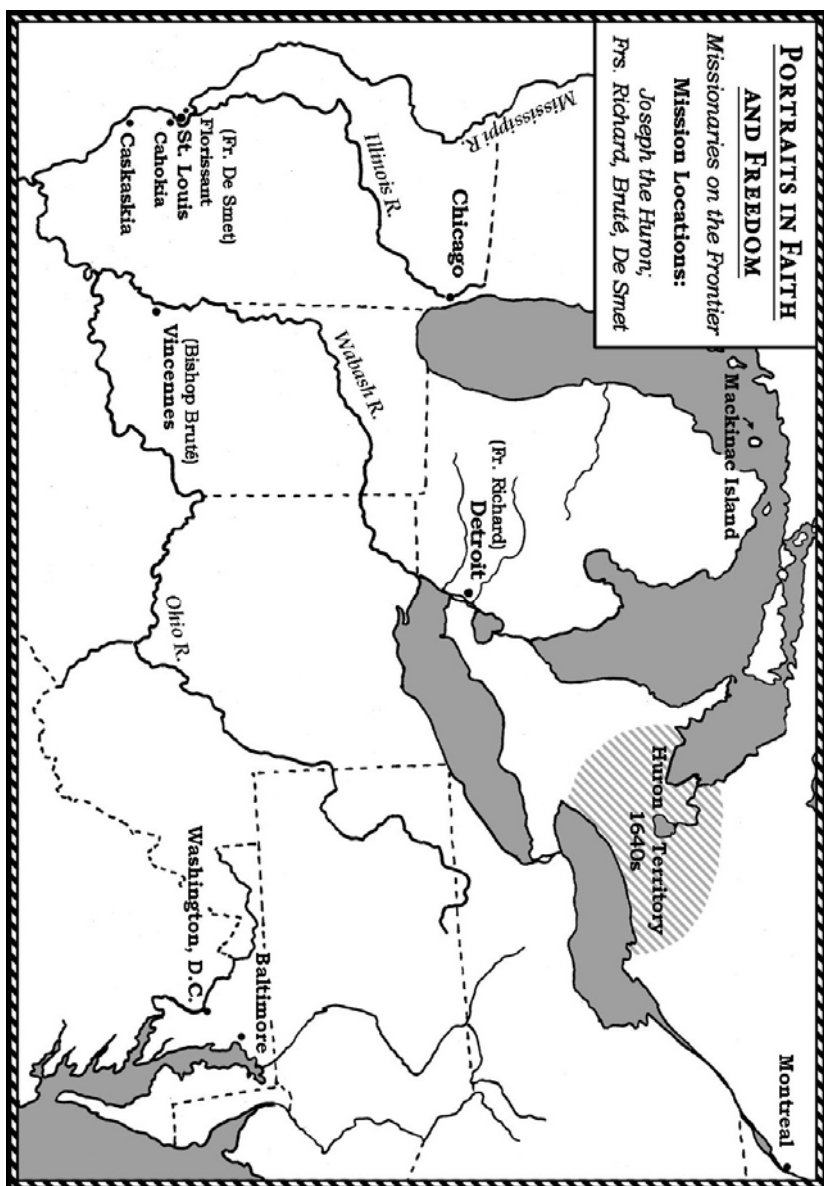 PORTRAITS IN FAITH
AND FREEDOM
Missionaries on the Frontier
Mission Locations:
Joseph the Huron;
Frs. Richard, Bruté, De Smet
Mackinac Island
Montreal
Huron Territory
1640s
Mississippi R.
Chicago
(Fr. Richard)
Detroit
Illinois R.
Wabash R.
(Fr. De Smet)
Florissant
St. Louis
Cahokia
Caskaskia
(Bishop Bruté)
Vincennes
Ohio R.
Baltimore
Washington, D.C.